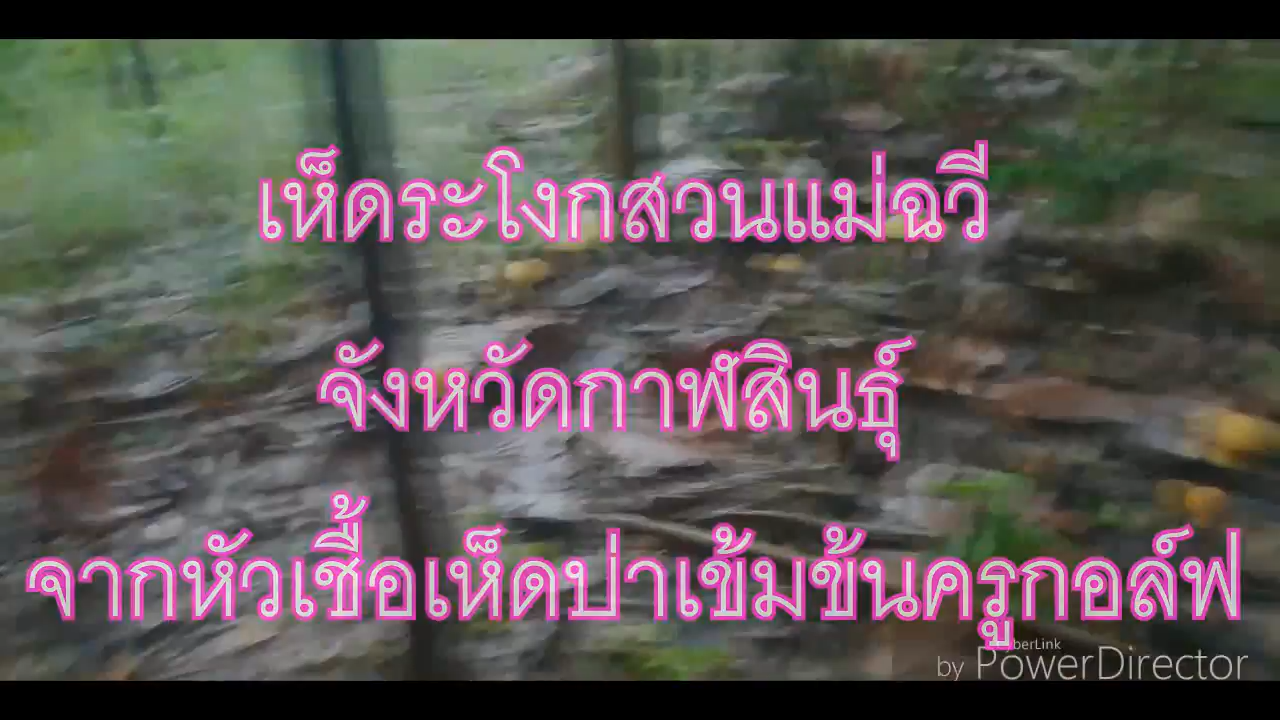 เห็ดระโงกสวนแม่ฉวี
จังหวัดกาฬสินธุ์
จากหัวเชื้อเห็ดป่าเข้มข้นครูกอล์ฟ
by PowerDirector